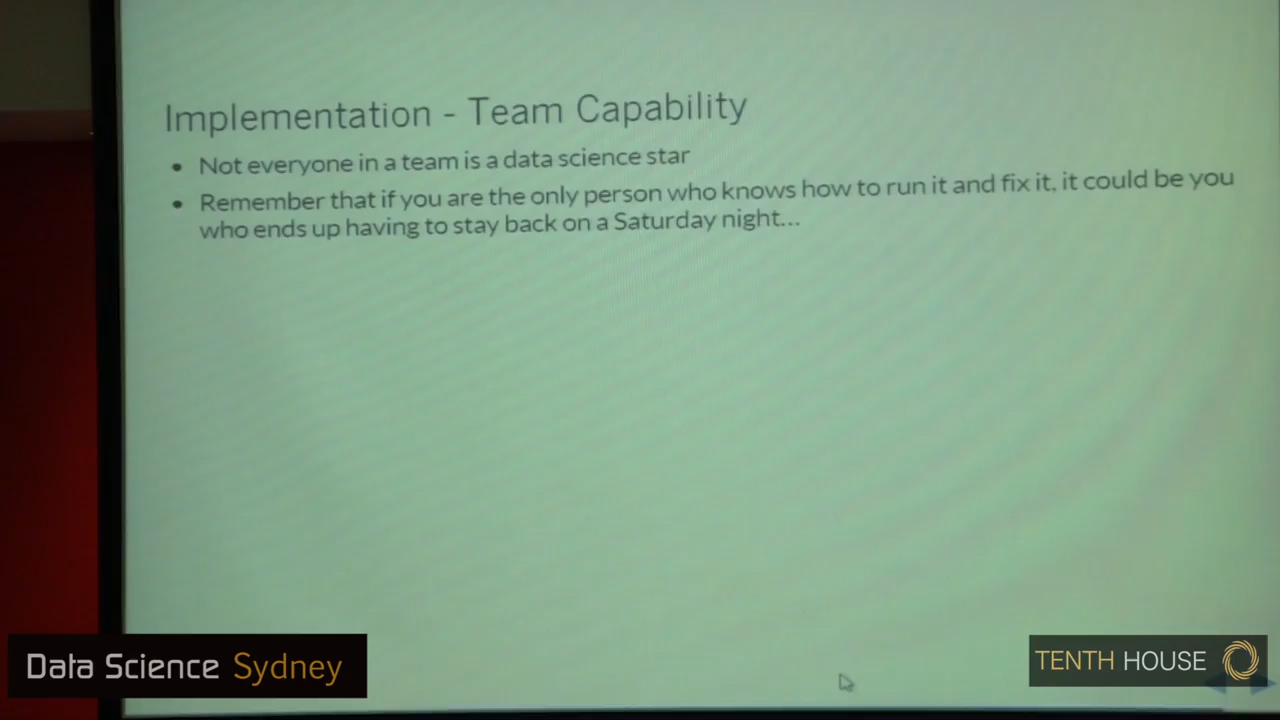 Implementation - Team Capability
• Not everyone in a team is a data science star
• Remember that if you are the only person who knows how to run it and fix it, it could be you
who ends up having to stay back on a Saturday night...
Data Science Sydney
TENTH HOUSE